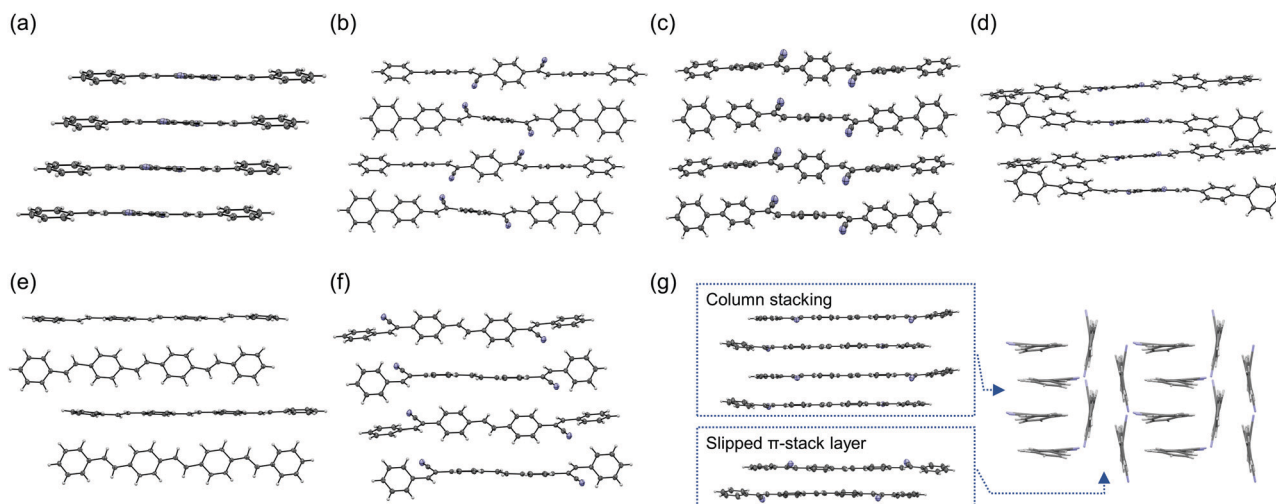 (a)
(b)
(c)
(d)
(e)
(f)
(g)
Column stacking
Slipped π-stack layer